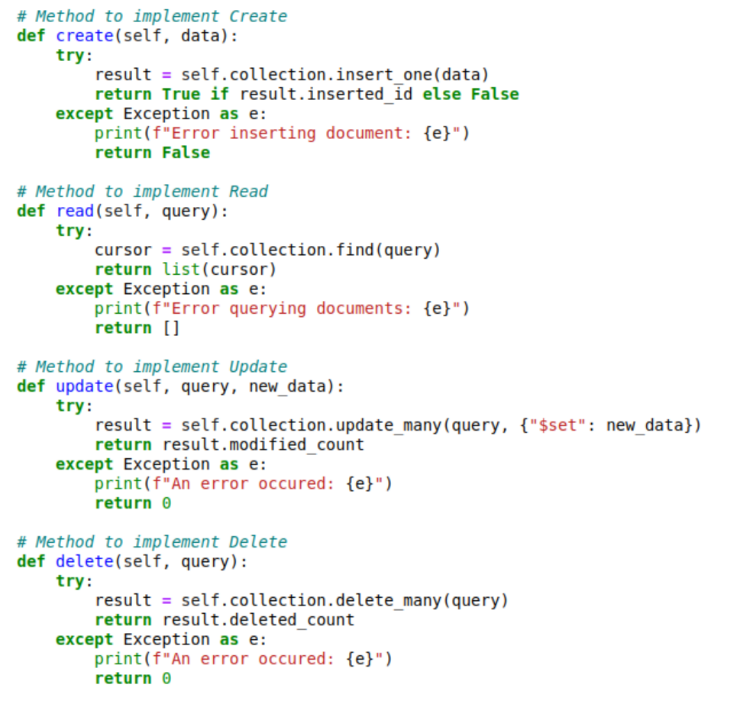 # Method to implement Create
def create(self, data):
    try:
        result = self.collection.insert_one(data)
        return True if result.inserted_id else False
    except Exception as e:
        print(f"Error inserting document: {e}")
        return False

# Method to implement Read
def read(self, query):
    try:
        cursor = self.collection.find(query)
        return list(cursor)
    except Exception as e:
        print(f"Error querying documents: {e}")
        return []

# Method to implement Update
def update(self, query, new_data):
    try:
        result = self.collection.update_many(query, {"$set": new_data})
        return result.modified_count
    except Exception as e:
        print(f"An error occured: {e}")
        return 0

# Method to implement Delete
def delete(self, query):
    try:
        result = self.collection.delete_many(query)
        return result.deleted_count
    except Exception as e:
        print(f"An error occured: {e}")
        return 0